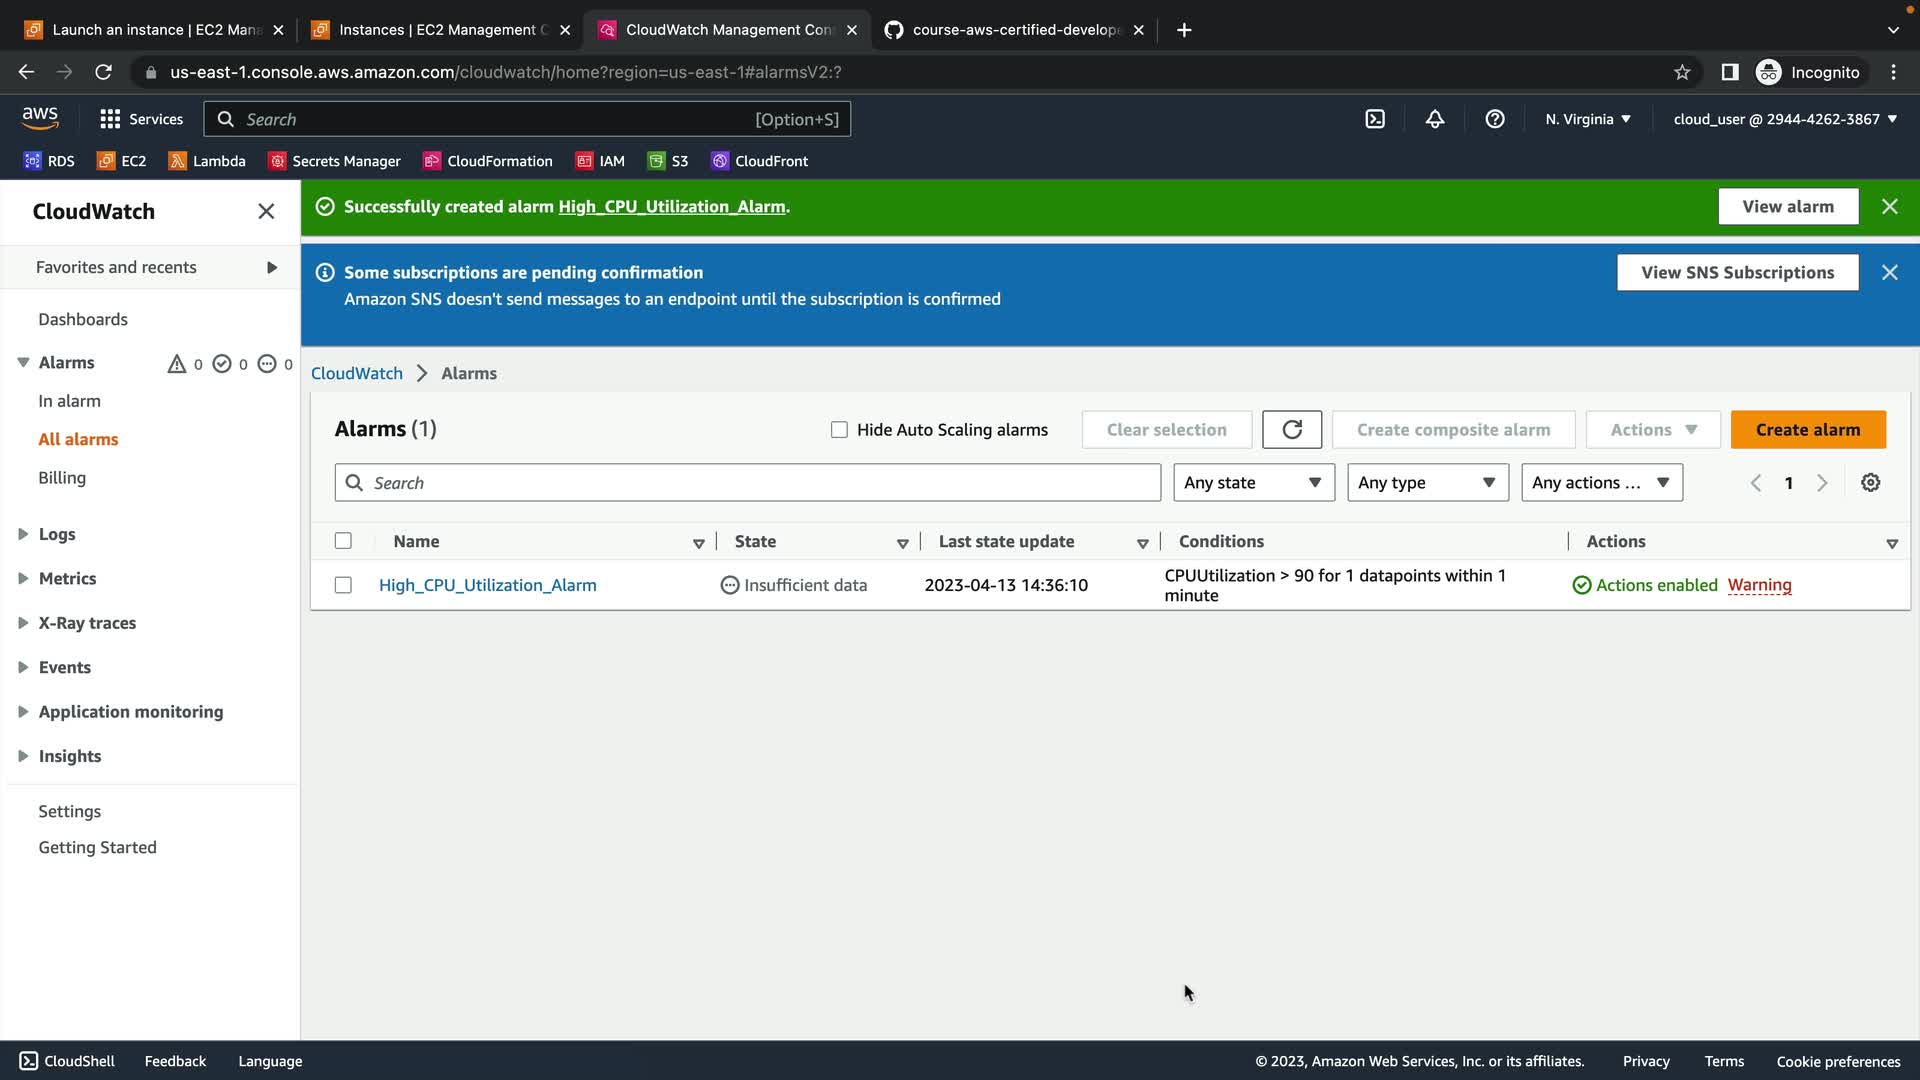 Launch an instance | EC2 Mana
Instances | EC2 Management C
CloudWatch Management Con
course-aws-certified-develope
us-east-1.console.aws.amazon.com/cloudwatch/home?region=us-east-1#alarmsV2:?
Incognito
aws
Services
Search
[Option+S]
N. Virginia
cloud_user @ 2944-4262-3867
RDS
EC2
Lambda
Secrets Manager
CloudFormation
IAM
S3
CloudFront
CloudWatch
Favorites and recents
Dashboards
Alarms
0
0
0
In alarm
All alarms
Billing
Logs
Metrics
X-Ray traces
Events
Application monitoring
Insights
Settings
Getting Started
Successfully created alarm High_CPU_Utilization_Alarm.
View alarm
Some subscriptions are pending confirmation
Amazon SNS doesn't send messages to an endpoint until the subscription is confirmed
View SNS Subscriptions
CloudWatch
Alarms
Alarms (1)
Hide Auto Scaling alarms
Clear selection
Create composite alarm
Actions
Create alarm
Search
Any state
Any type
Any actions ...
1
Name
State
Last state update
Conditions
Actions
High_CPU_Utilization_Alarm
Insufficient data
2023-04-13 14:36:10
CPUUtilization > 90 for 1 datapoints within 1
minute
Actions enabled
Warning
CloudShell
Feedback
Language
© 2023, Amazon Web Services, Inc. or its affiliates.
Privacy
Terms
Cookie preferences